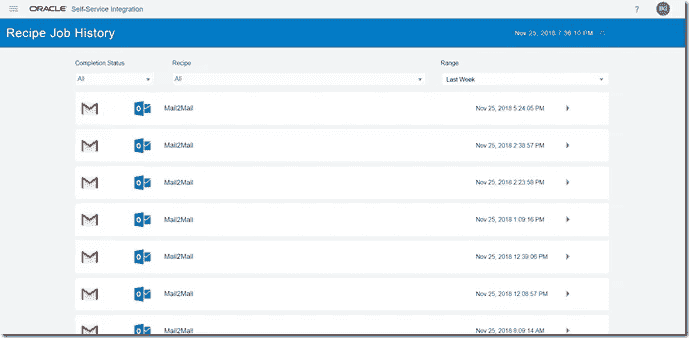 ORACLE Self-Service Integration ? BG
Recipe Job History Nov 25, 2018 7:36:10 PM
Completion Status Recipe Range
All All Last Week
Mail2Mail Nov 25, 2018 5:24:05 PM
Mail2Mail Nov 25, 2018 2:38:57 PM
Mail2Mail Nov 25, 2018 2:23:58 PM
Mail2Mail Nov 25, 2018 1:09:16 PM
Mail2Mail Nov 25, 2018 12:39:06 PM
Mail2Mail Nov 25, 2018 12:08:57 PM
Mail2Mail Nov 25, 2018 8:09:14 AM